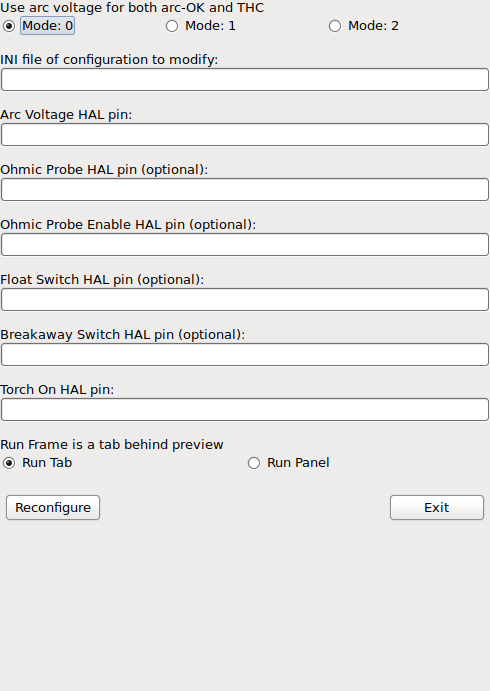 Use arc voltage for both arc-OK and THC
Mode: 0 Mode: 1 Mode: 2
INI file of configuration to modify:
Arc Voltage HAL pin:
Ohmic Probe HAL pin (optional):
Ohmic Probe Enable HAL pin (optional):
Float Switch HAL pin (optional):
Breakaway Switch HAL pin (optional):
Torch On HAL pin:
Run Frame is a tab behind preview
Run Tab Run Panel
Reconfigure Exit